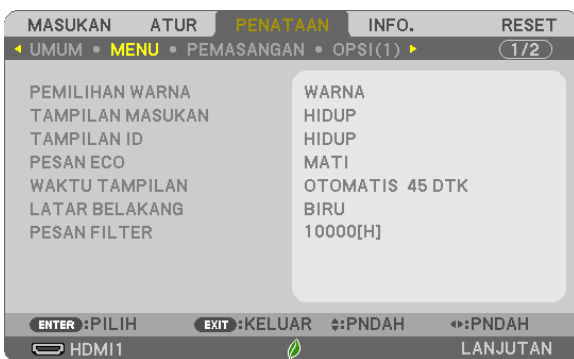 MASUKAN ATUR PENATAAN INFO. RESET
UMUM • MENU • PEMASANGAN • OPSI(1) 1/2
PEMILIHAN WARNA WARNA
TAMPILAN MASUKAN HIDUP
TAMPILAN ID HIDUP
PESAN ECO MATI
WAKTU TAMPILAN OTOMATIS 45 DTK
LATAR BELAKANG BIRU
PESAN FILTER 10000[H]
ENTER :PILIH EXIT :KELUAR :PNDAH :PNDAH
HDMI1 LANJUTAN